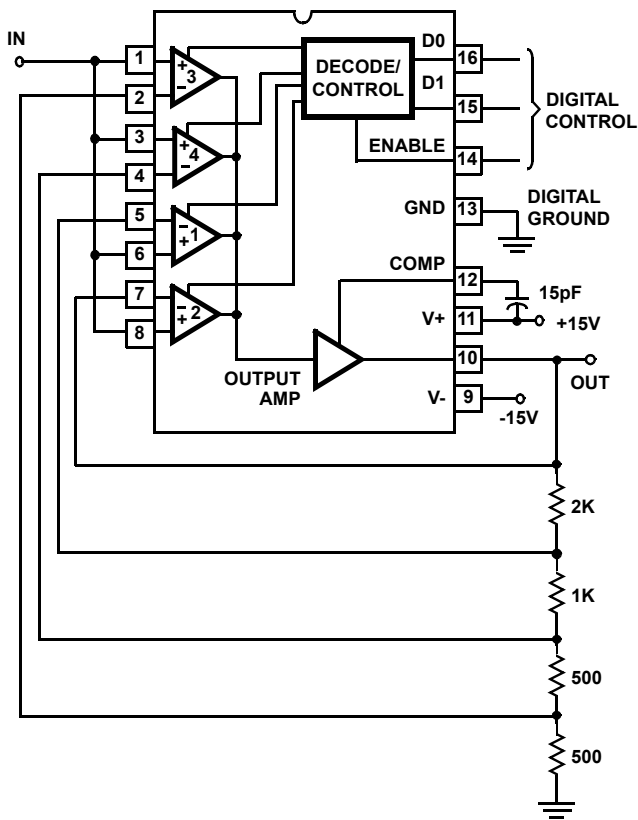 IN
1
2
3
4
5
6
7
8
+
−
3
+
−
4
−
+
1
−
+
2
DECODE/
CONTROL
D0
16
D1
15
ENABLE
14
DIGITAL
CONTROL
GND
13
DIGITAL
GROUND
COMP
12
15pF
V+
11
+15V
OUTPUT
AMP
10
OUT
V-
9
-15V
2K
1K
500
500